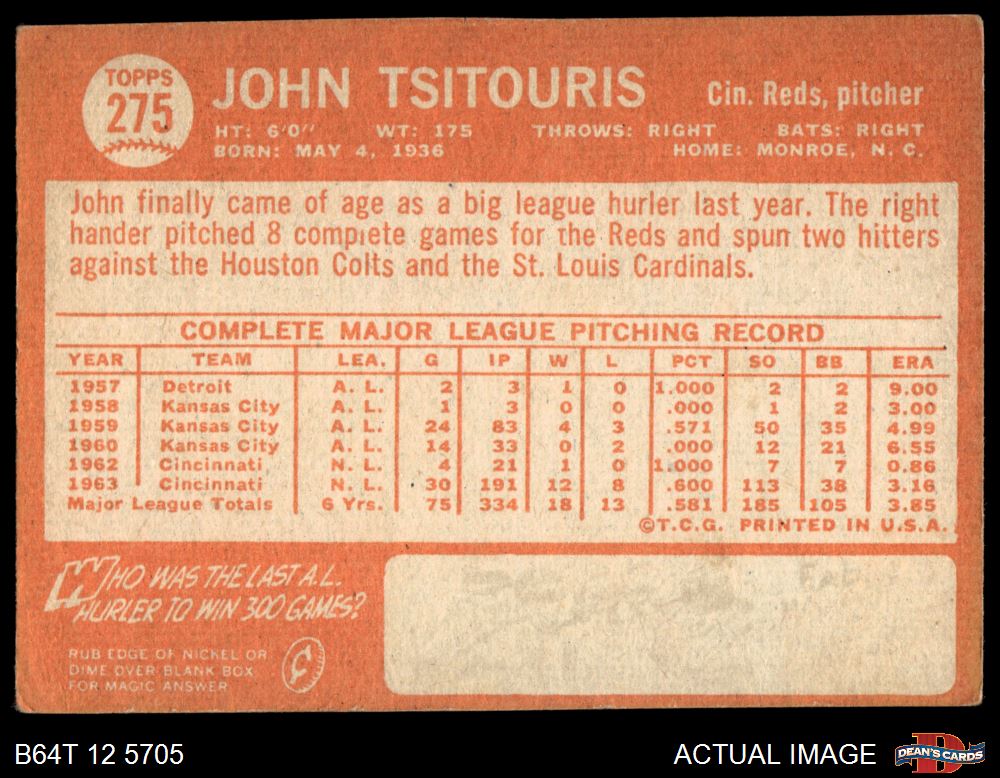 TOPPS
275
JOHN TSITOURIS
Cin. Reds, pitcher
HT: 6'0" WT: 175 THROWS: RIGHT BATS: RIGHT
BORN: MAY 4, 1936 HOME: MONROE, N. C.
John finally came of age as a big league hurler last year. The right
hander pitched 8 complete games for the Reds and spun two hitters
against the Houston Colts and the St. Louis Cardinals.
COMPLETE MAJOR LEAGUE PITCHING RECORD
YEAR TEAM LEA. G IP W L PCT SO BB ERA
1957 Detroit A. L. 2 3 1 0 1.000 2 2 9.00
1958 Kansas City A. L. 1 3 0 0 .000 1 2 3.00
1959 Kansas City A. L. 24 83 4 3 .571 50 35 4.99
1960 Kansas City A. L. 14 33 0 2 .000 12 21 6.55
1962 Cincinnati N. L. 4 21 1 0 1.000 7 7 0.86
1963 Cincinnati N. L. 30 191 12 8 .600 113 38 3.16
Major League Totals 6 Yrs. 75 334 18 13 .581 185 105 3.85
©T.C.G. PRINTED IN U.S.A.
WHO WAS THE LAST A.L.
HURLER TO WIN 300 GAMES?
RUB EDGE OF NICKEL OR
DIME OVER BLANK BOX
FOR MAGIC ANSWER
B64T 12 5705
ACTUAL IMAGE
DEAN'S CARDS